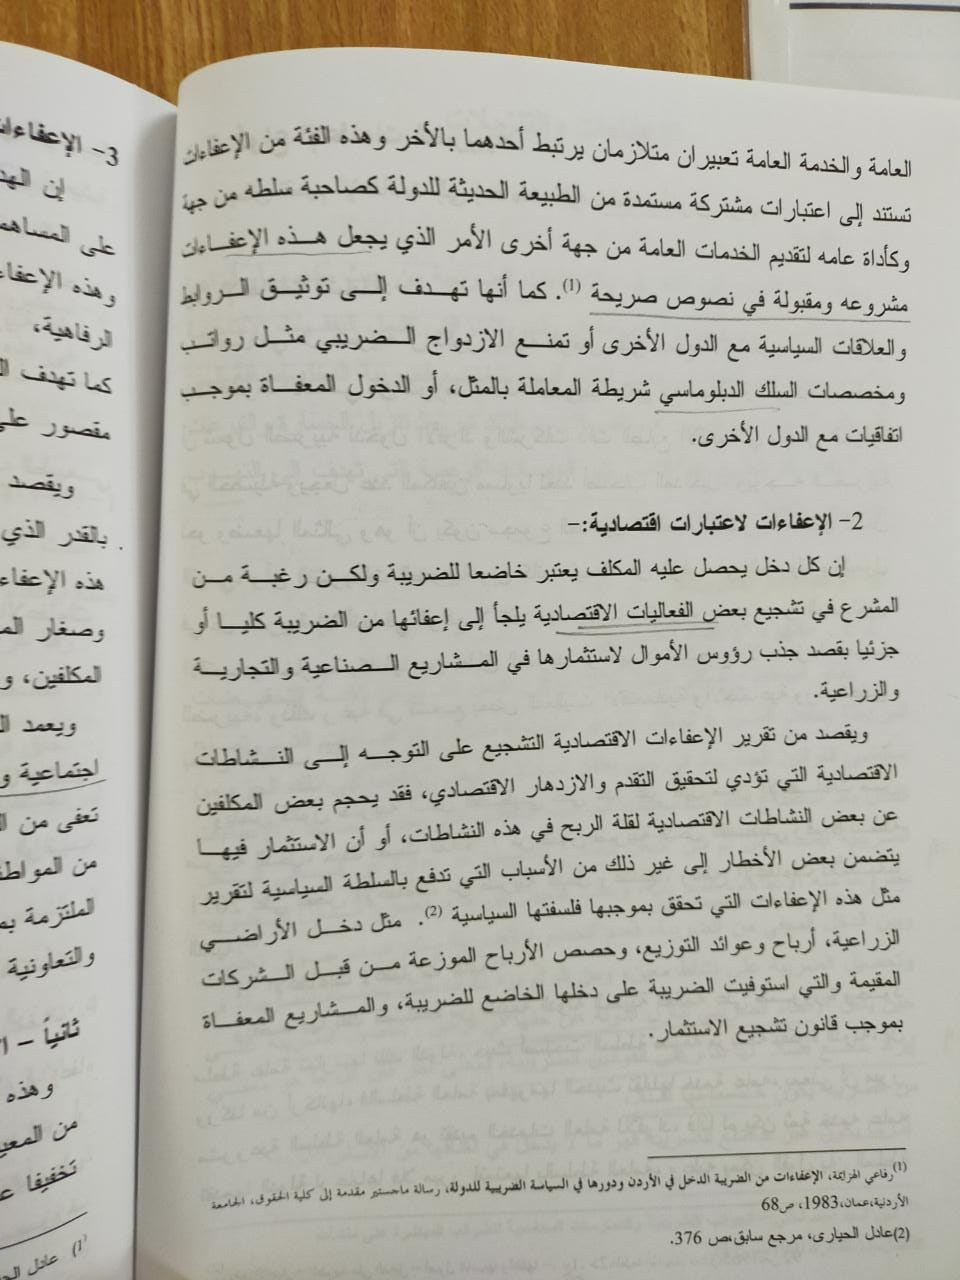 العامة والخدمة العامة تعبيران متلازمان يرتبط أحدهما بالأخر وهذه الفئة من الإعفاءات
تستند إلى اعتبارات مشتركة مستمدة من الطبيعة الحديثة للدولة كصاحبة سلطه من جهة
وكأداة عامه لتقديم الخدمات العامة من جهة أخرى الأمر الذي يجعل هذه الإعفاءات
مشروعه ومقبولة في نصوص صريحة (1). كما أنها تهدف إلى توثيق الروابط
والعلاقات السياسية مع الدول الأخرى أو تمنع الازدواج الضريبي مثل رواتب
ومخصصات السلك الدبلوماسي شريطة المعاملة بالمثل، أو الدخول المعفاة بموجب
اتفاقيات مع الدول الأخرى.
2- الإعفاءات لاعتبارات اقتصادية:-
إن كل دخل يحصل عليه المكلف يعتبر خاضعا للضريبة ولكن رغبة من
المشرع في تشجيع بعض الفعاليات الاقتصادية يلجأ إلى إعفائها من الضريبة كليا أو
جزئيا بقصد جذب رؤوس الأموال لاستثمارها في المشاريع الصناعية والتجارية
والزراعية.
ويقصد من تقرير الإعفاءات الاقتصادية التشجيع على التوجه إلى النشاطات
الاقتصادية التي تؤدي لتحقيق التقدم والازدهار الاقتصادي، فقد يحجم بعض المكلفين
عن بعض النشاطات الاقتصادية لقلة الربح في هذه النشاطات، أو أن الاستثمار فيها
يتضمن بعض الأخطار إلى غير ذلك من الأسباب التي تدفع بالسلطة السياسية لتقرير
مثل هذه الإعفاءات التي تحقق بموجبها فلسفتها السياسية (2). مثل دخل الأراضي
الزراعية، أرباح وعوائد التوزيع، وحصص الأرباح الموزعة من قبل الشركات
المقيمة والتي استوفيت الضريبة على دخلها الخاضع للضريبة، والمشاريع المعفاة
بموجب قانون تشجيع الاستثمار.
(1)رفاعي الهزايمة، الإعفاءات من الضريبة الدخل في الأردن ودورها في السياسة الضريبية للدولة، رسالة ماجستير مقدمة إلى كلية الحقوق، الجامعة
الأردنية،عمان،1983، ص68
(2)عادل الحيارى، مرجع سابق،ص 376.
3- الإعفاءات
إن
على
وهذه
الرفاهية،
كما تهدف
مقصور
ويقصد
بالقدر الذي
هذه
وصغار
المكلفين، و
ويعمد
اجتماعية و
تعفى من
من
الملتزمة
والتعاونية
ثانياً –
وهذه
من
تخفيفا
(1) عادل